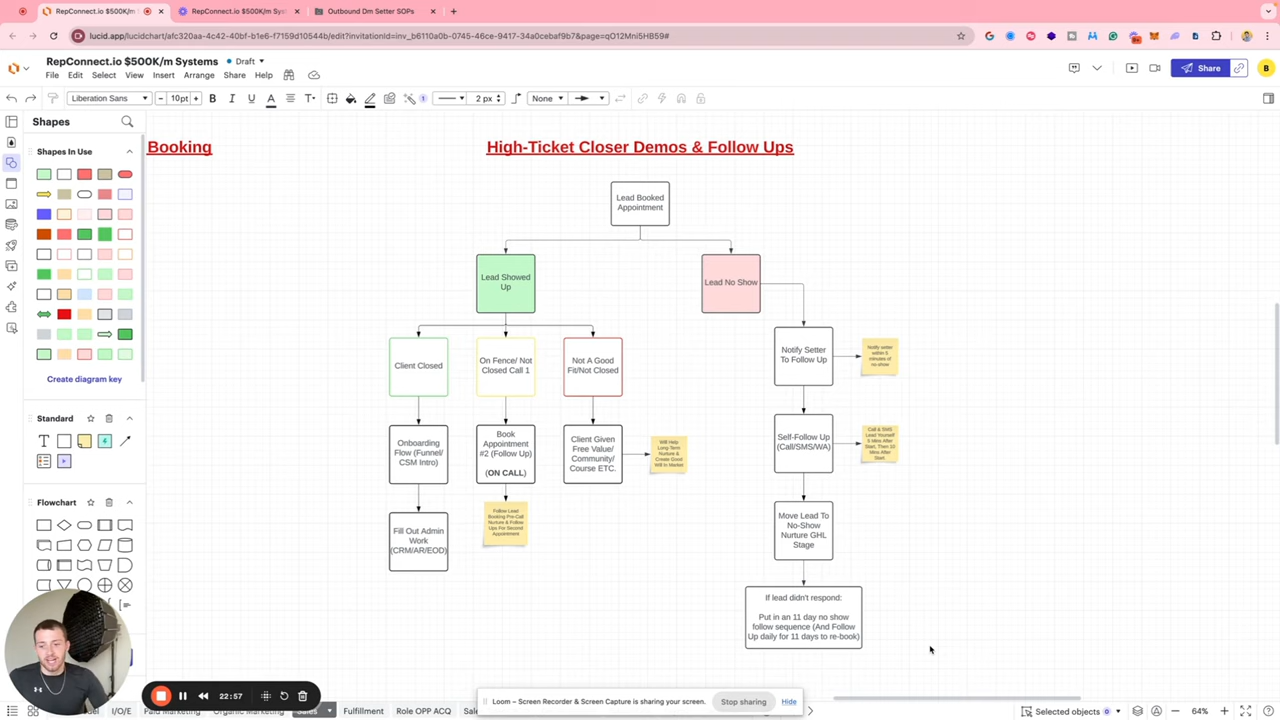 RepConnect.io $500K/m
RepConnect.io $500K/m Syst
Outbound Dm Setter SOPs
lucid.app/lucidchart/afc320aa-4c42-40bf-b1e6-f7159d10544b/edit?invitationId=inv_b6110a0b-0745-46ce-9417-34a0cebaf9b7&page=qO12Mni5HB59#
RepConnect.io $500K/m Systems
Draft
File Edit Select View Insert Arrange Share Help
Share
B
Liberation Sans
10pt
B I U A
2 px
None
Shapes
Shapes In Use
Create diagram key
Standard
T
Flowchart
Booking
High-Ticket Closer Demos & Follow Ups
Lead Booked
Appointment
Lead Showed
Up
Lead No Show
Client Closed
On Fence/ Not
Closed Call 1
Not A Good
Fit/Not Closed
Notify Setter
To Follow Up
Notify setter
within 5
minutes of
no-show
Onboarding
Flow (Funnel/
CSM Intro)
Book
Appointment
#2 (Follow Up)
(ON CALL)
Client Given
Free Value/
Community/
Course ETC.
Will Help
Long Term
Nurture &
Create Good
Will In Market
Self-Follow Up
(Call/SMS/WA)
Call & SMS
Lead Yourself
5 Mins After
Start, Then 10
Mins After
Start
Fill Out Admin
Work
(CRM/AR/EOD)
Follow Lead
Booking Pre-Call
Nurture & Follow
Ups For Second
Appointment
Move Lead To
No-Show
Nurture GHL
Stage
If lead didn't respond:
Put in an 11 day no show
follow sequence (And Follow
Up daily for 11 days to re-book)
22:57
Loom – Screen Recorder & Screen Capture is sharing your screen.
Stop sharing
Hide
I/O/E
Paid Marketing
Organic Marketing
Sales
Fulfillment
Role OPP ACQ
Selected objects
0
64%